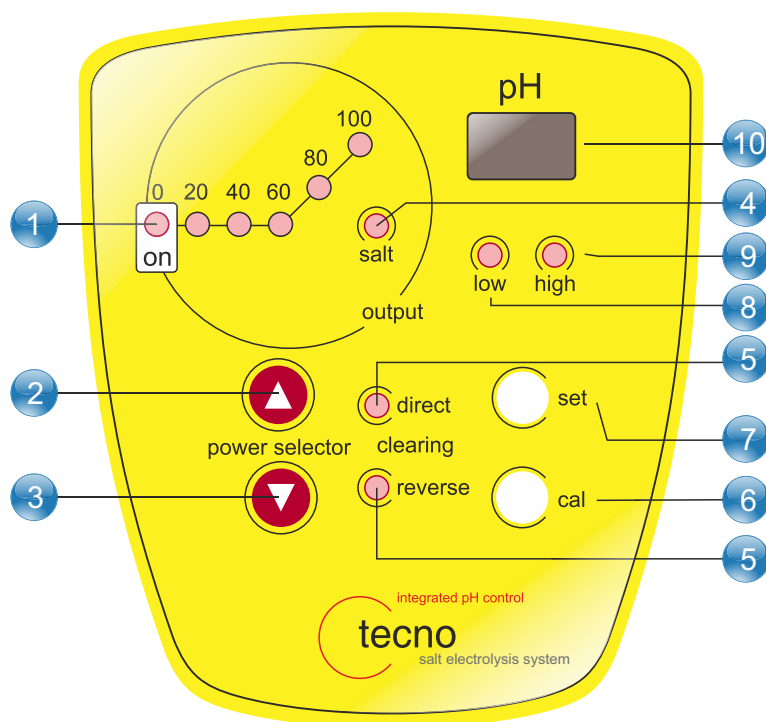 pH
100
80
0 20 40 60
on
salt
low high
output
direct
set
power selector
clearing
reverse
cal
integrated pH control
tecno
salt electrolysis system
1
2
3
10
4
9
8
5
7
6
5